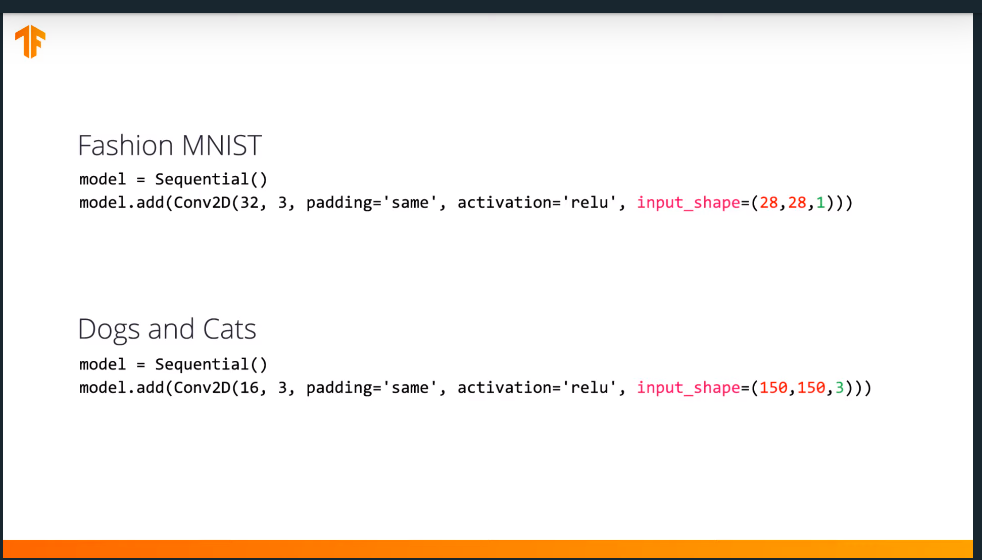 Fashion MNIST
model = Sequential()
model.add(Conv2D(32, 3, padding='same', activation='relu', input_shape=(28,28,1)))
Dogs and Cats
model = Sequential()
model.add(Conv2D(16, 3, padding='same', activation='relu', input_shape=(150,150,3)))